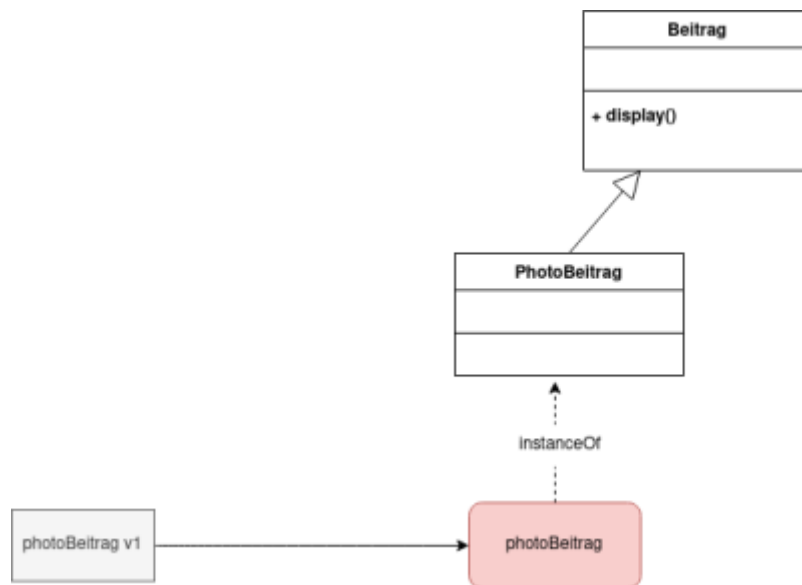 Beitrag
+ display()
PhotoBeitrag
instanceOf
photoBeitrag v1
photoBeitrag